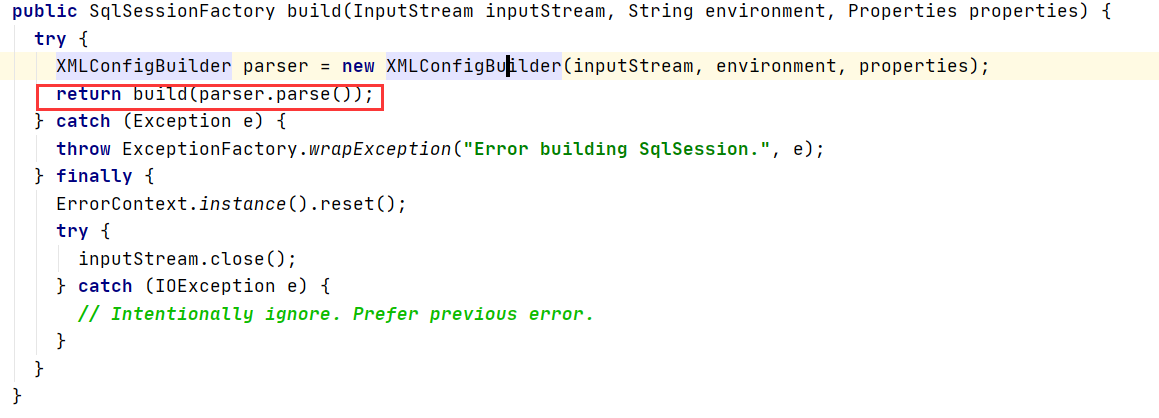 public SqlSessionFactory build(InputStream inputStream, String environment, Properties properties) {
try {
XMLConfigBuilder parser = new XMLConfigBuilder(inputStream, environment, properties);
return build(parser.parse());
} catch (Exception e) {
throw ExceptionFactory.wrapException("Error building SqlSession.", e);
} finally {
ErrorContext.instance().reset();
try {
inputStream.close();
} catch (IOException e) {
// Intentionally ignore. Prefer previous error.
}
}
}